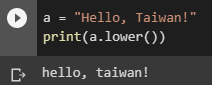 a = "Hello, Taiwan!"
print(a.lower())
hello, taiwan!